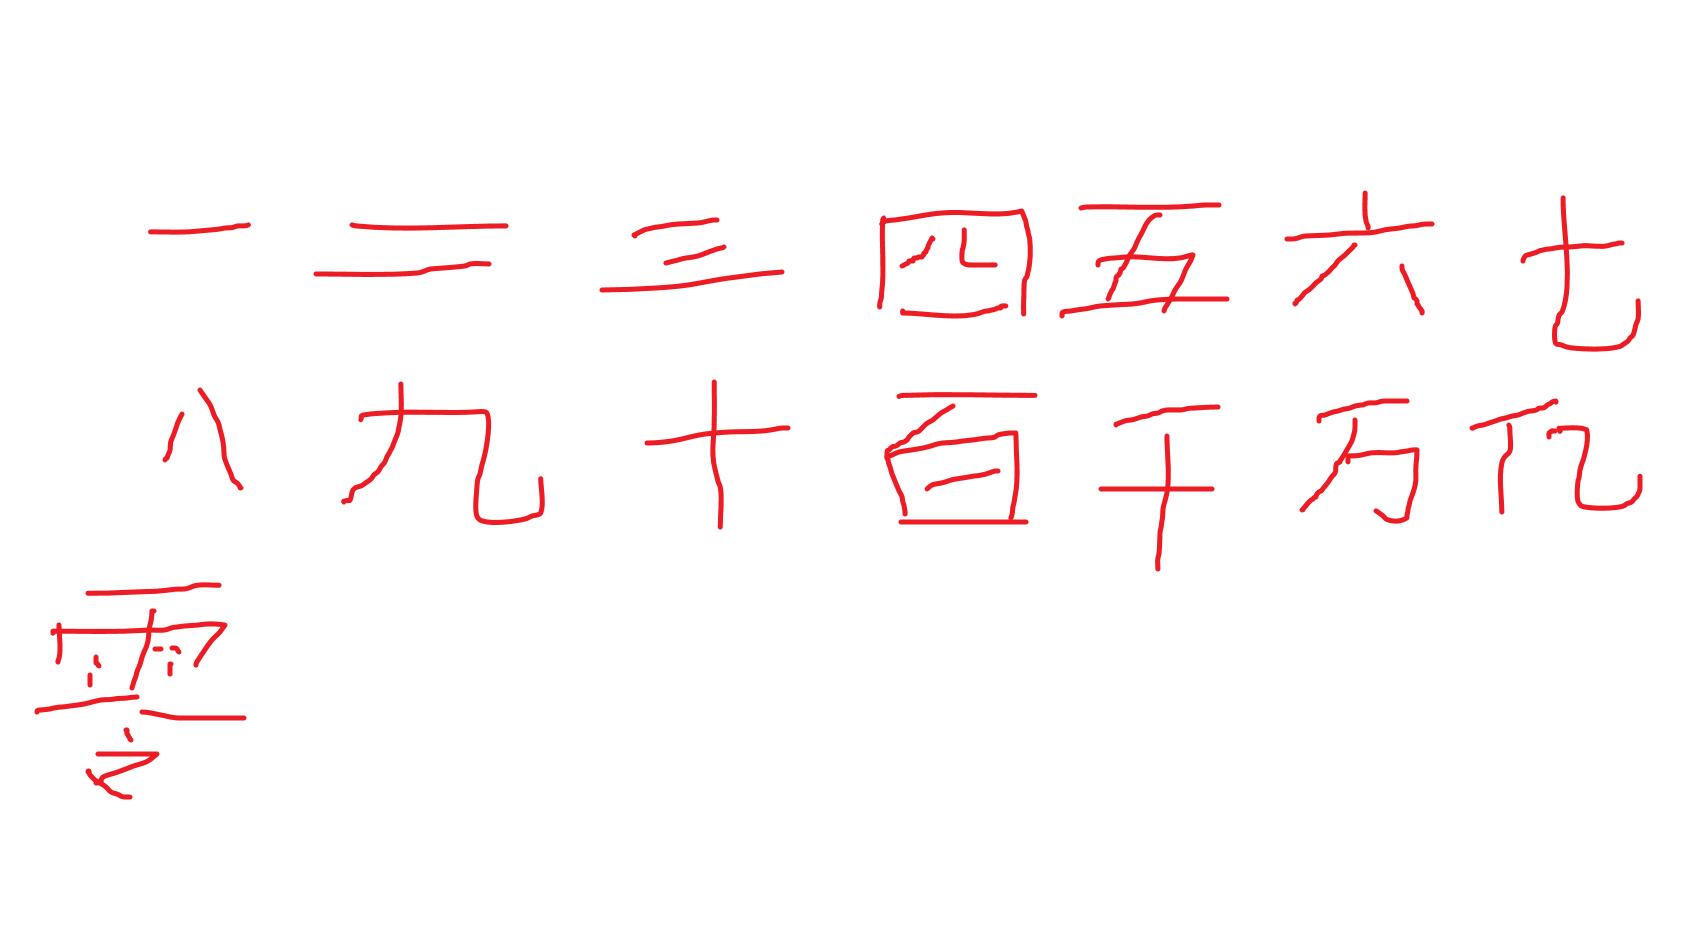 一 二 三 四 五 六 七
八 九 十 百 千 万 亿
零